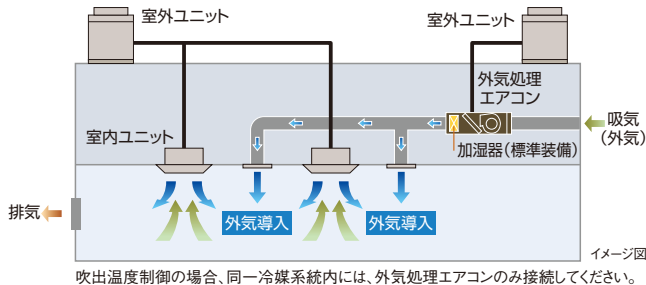 室外ユニット
室外ユニット
外気処理
エアコン
吸気
(外気)
室内ユニット
加湿器(標準装備)
排気
外気導入
外気導入
イメージ図
吹出温度制御の場合、同一冷媒系統内には、外気処理エアコンのみ接続してください。